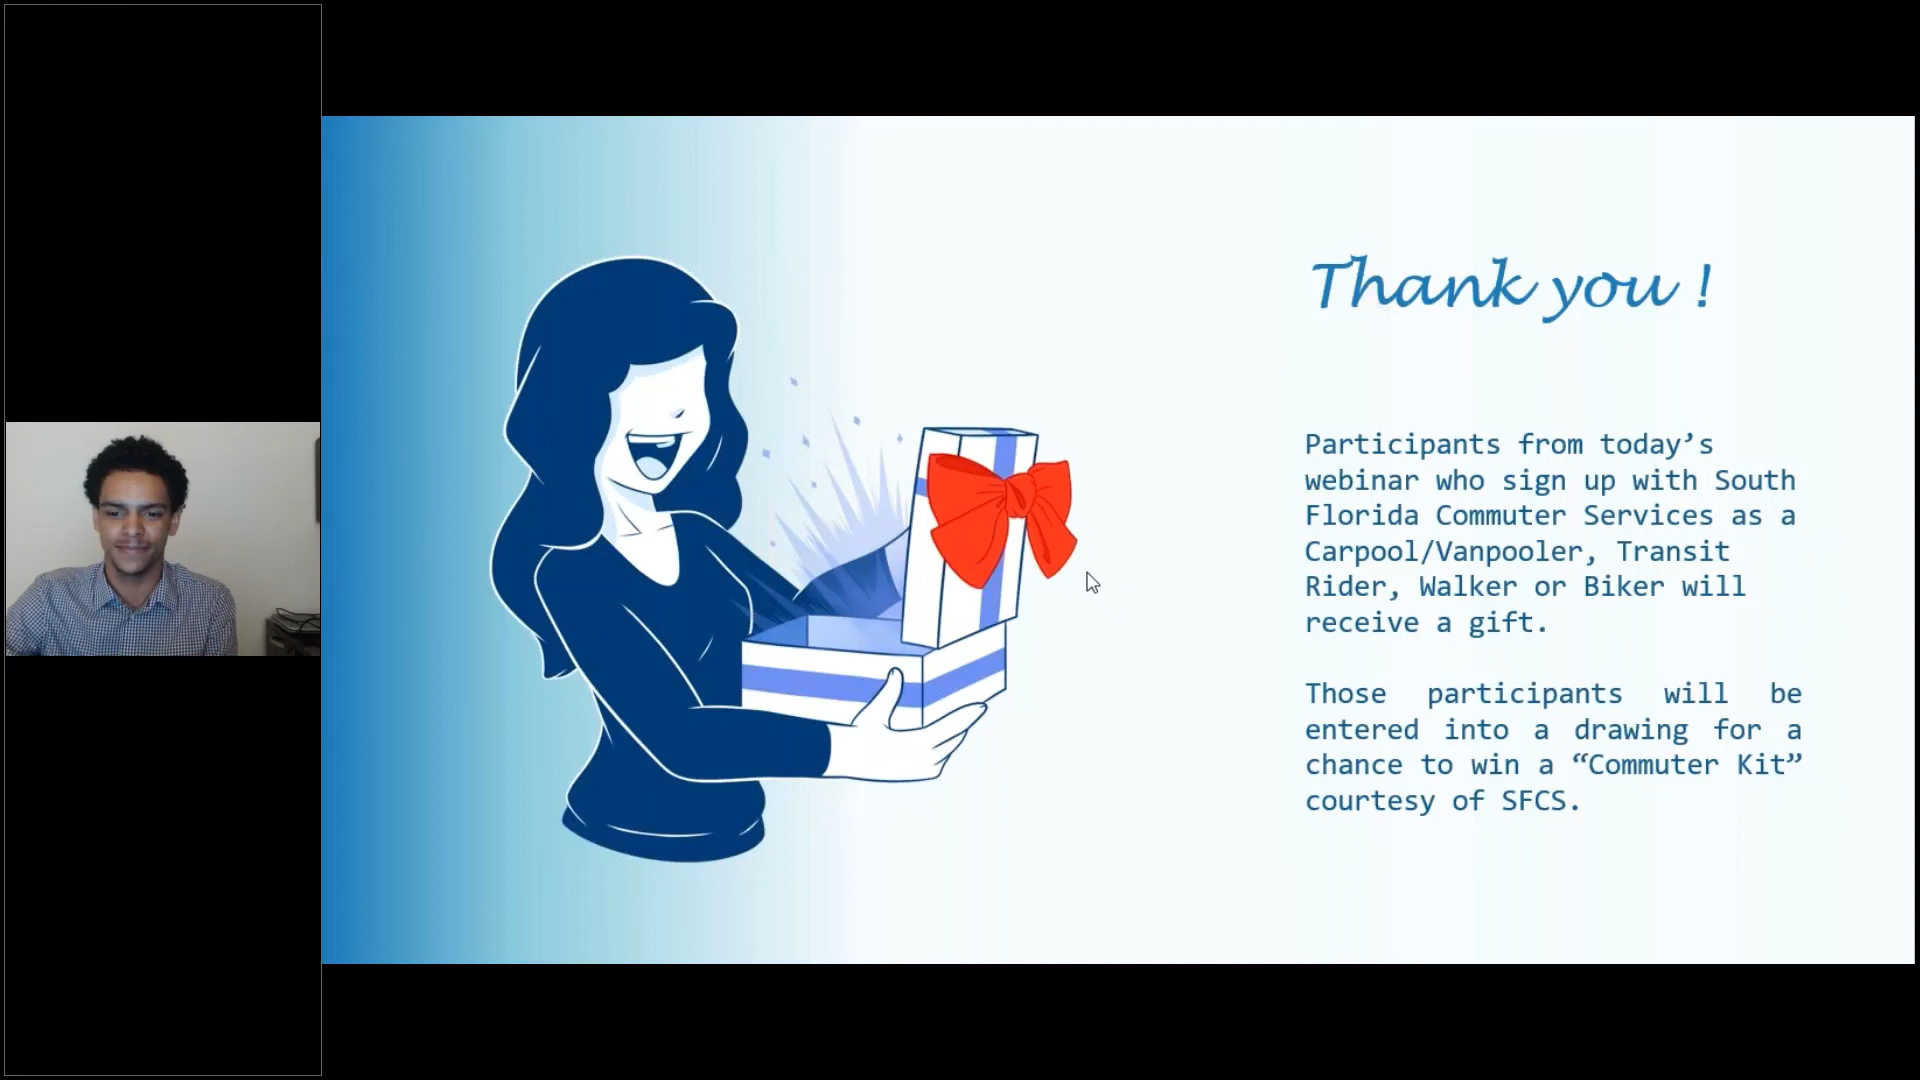 Thank you !
Participants from today’s
webinar who sign up with South
Florida Commuter Services as a
Carpool/Vanpooler, Transit
Rider, Walker or Biker will
receive a gift.
Those participants will be
entered into a drawing for a
chance to win a “Commuter Kit”
courtesy of SFCS.